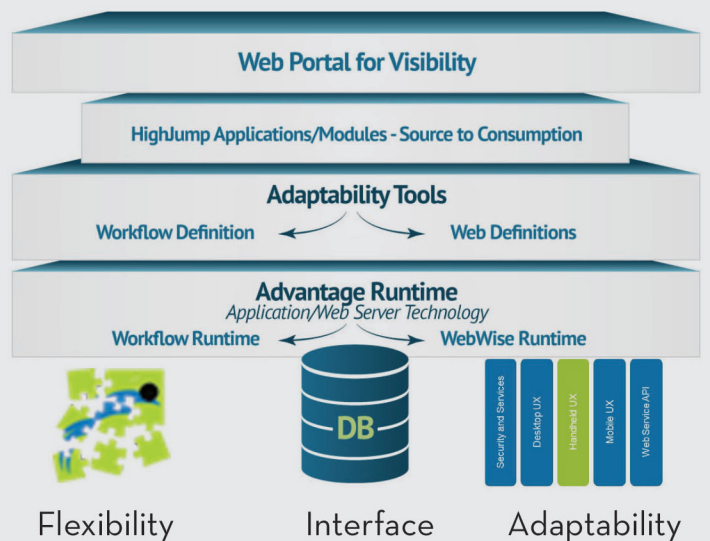 Web Portal for Visibility
HighJump Applications/Modules - Source to Consumption
Adaptability Tools
Workflow Definition
Web Definitions
Advantage Runtime
Application/Web Server Technology
Workflow Runtime
WebWise Runtime
DB
Security and Services
Desktop UX
Handheld UX
Mobile UX
Web Service API
Flexibility
Interface
Adaptability